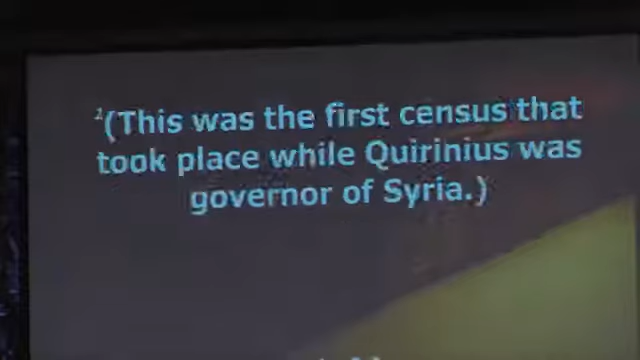 ²(This was the first census that
took place while Quirinius was
governor of Syria.)